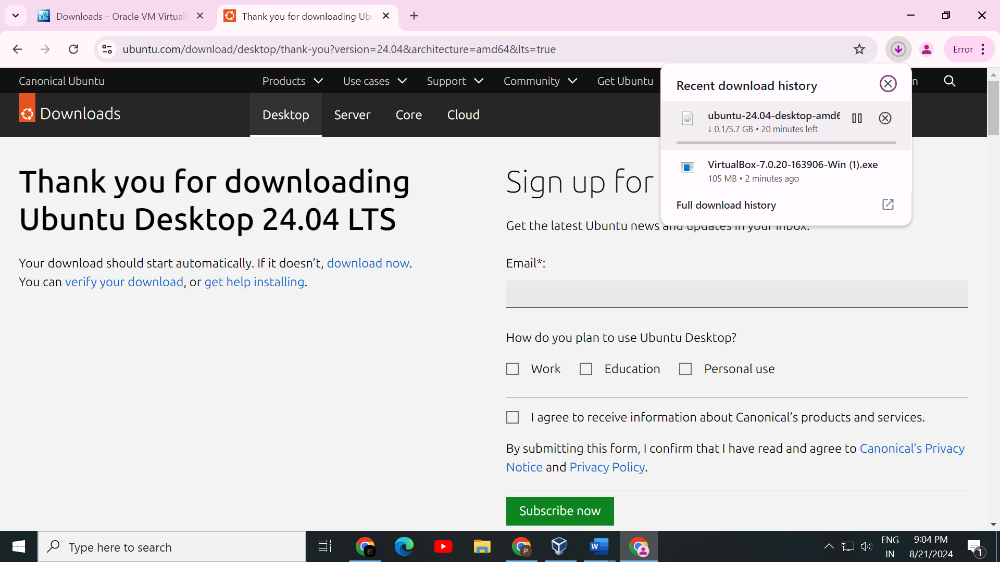 Downloads – Oracle VM Virtual
Thank you for downloading Ub
ubuntu.com/download/desktop/thank-you?version=24.04&architecture=amd64&lts=true
Error
Canonical Ubuntu
Products
Use cases
Support
Community
Get Ubuntu
n
Downloads
Desktop
Server
Core
Cloud
Recent download history
ubuntu-24.04-desktop-amd6
↓ 0.1/5.7 GB • 20 minutes left
VirtualBox-7.0.20-163906-Win (1).exe
105 MB • 2 minutes ago
Full download history
Thank you for downloading
Ubuntu Desktop 24.04 LTS
Your download should start automatically. If it doesn’t, download now.
You can verify your download, or get help installing.
Sign up for
Get the latest Ubuntu news and updates in your inbox.
Email*:
How do you plan to use Ubuntu Desktop?
Work
Education
Personal use
I agree to receive information about Canonical’s products and services.
By submitting this form, I confirm that I have read and agree to Canonical’s Privacy
Notice and Privacy Policy.
Subscribe now
Type here to search
P
W
ENG
IN
9:04 PM
8/21/2024
1